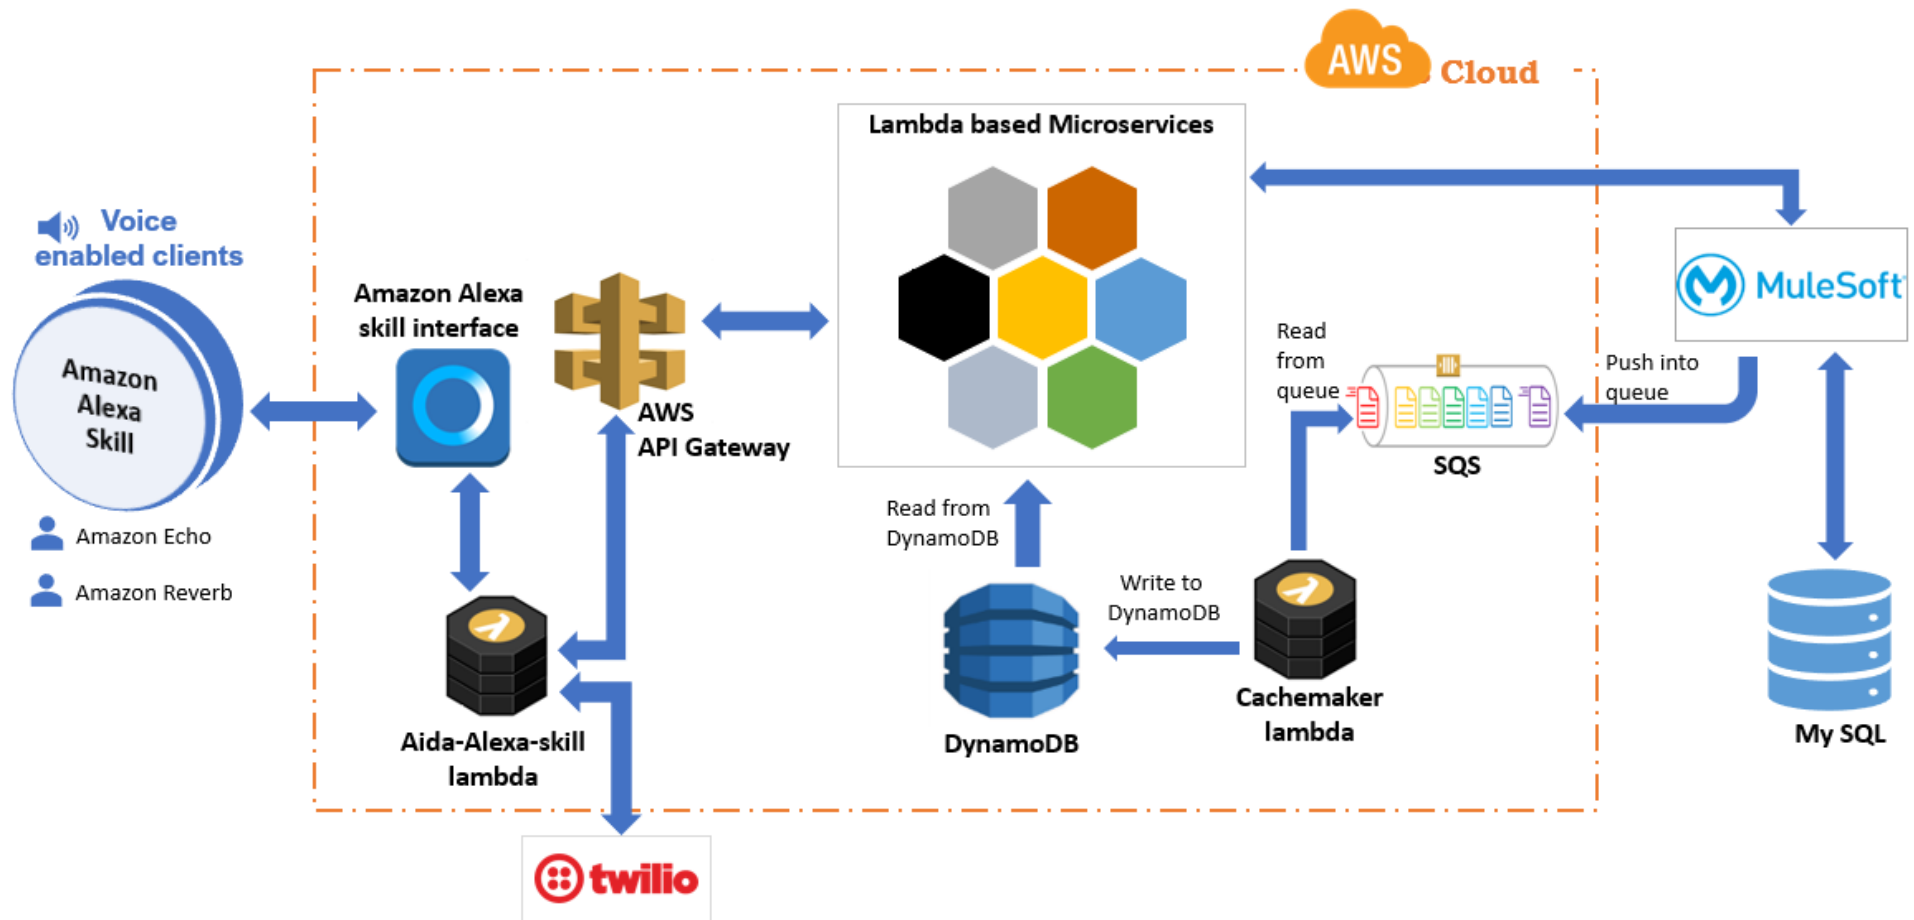 AWS
Cloud
Lambda based Microservices
Voice
enabled clients
Amazon
Alexa
Skill
Amazon Echo
Amazon Reverb
Amazon Alexa
skill interface
AWS
API Gateway
Aida-Alexa-skill
lambda
twilio
Read from
DynamoDB
DynamoDB
Write to
DynamoDB
Cachemaker
lambda
Read
from
queue
SQS
Push into
queue
MuleSoft
My SQL